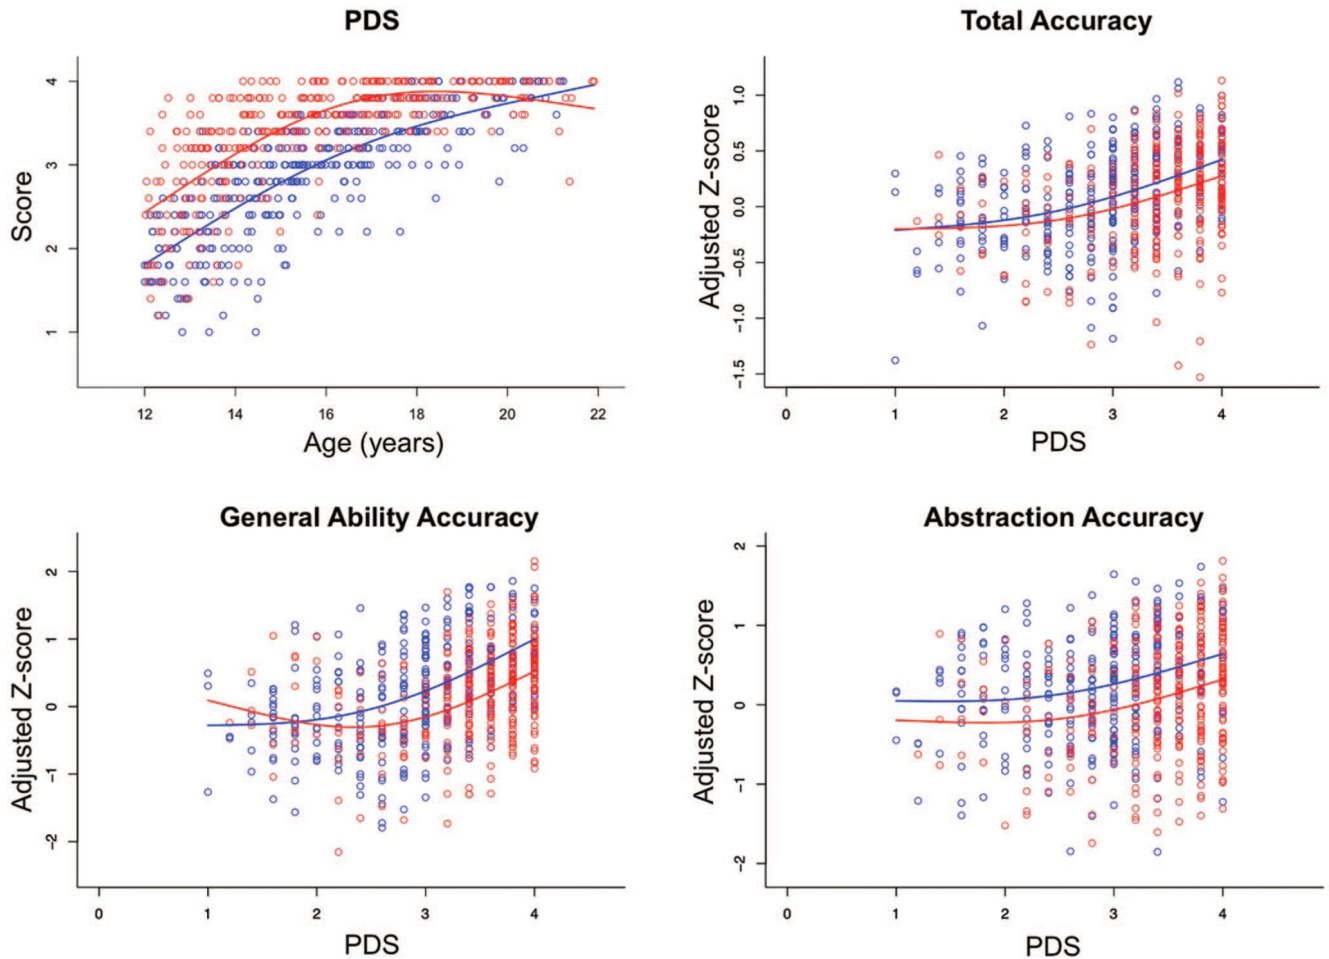 PDS
Score
4
3
2
1
12 14 16 18 20 22
Age (years)
Total Accuracy
Adjusted Z-score
1.0
0.5
0.0
−0.5
−1.0
−1.5
0 1 2 3 4
PDS
General Ability Accuracy
Adjusted Z-score
2
1
0
−1
−2
0 1 2 3 4
PDS
Abstraction Accuracy
Adjusted Z-score
2
1
0
−1
−2
0 1 2 3 4
PDS